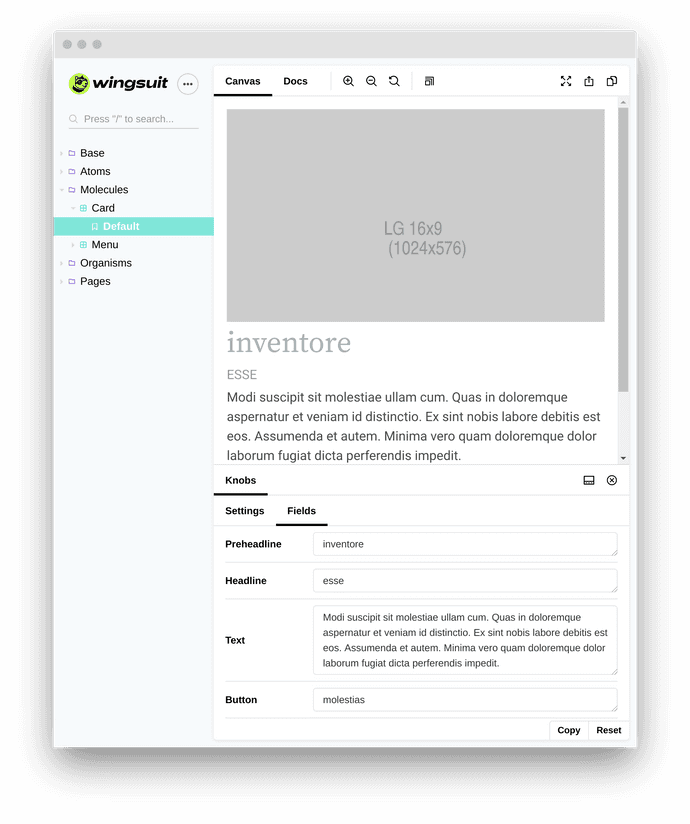 wingsuit
Canvas
Docs
Press "/" to search...
Base
Atoms
Molecules
Card
Default
Menu
Organisms
Pages
LG 16x9
(1024x576)
inventore
ESSE
Modi suscipit sit molestiae ullam cum. Quas in doloremque
aspernatur et veniam id distinctio. Ex sint nobis labore debitis est
eos. Assumenda et autem. Minima vero quam doloremque dolor
laborum fugiat dicta perferendis impedit.
Knobs
Settings
Fields
Preheadline
inventore
Headline
esse
Text
Modi suscipit sit molestiae ullam cum. Quas in doloremque
aspernatur et veniam id distinctio. Ex sint nobis labore debitis est
eos. Assumenda et autem. Minima vero quam doloremque dolor
laborum fugiat dicta perferendis impedit.
Button
molestias
Copy
Reset